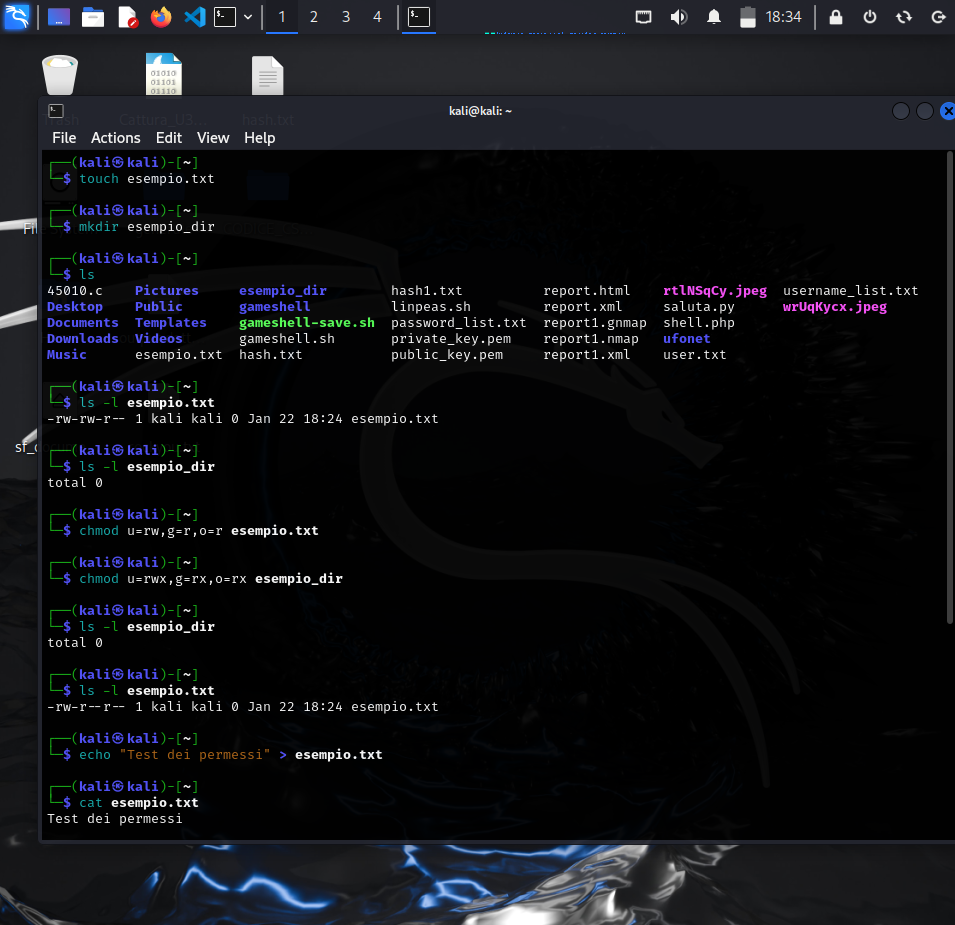 1 2 3 4 18:34
01010
01101
01110
Trash Cattura_U3... hash.txt
kali@kali: ~
File Actions Edit View Help
┌──(kali㉿kali)-[~]
└─$ touch esempio.txt
┌──(kali㉿kali)-[~]
└─$ mkdir esempio_dir
┌──(kali㉿kali)-[~]
└─$ ls
45010.c Pictures esempio_dir hash1.txt report.html rtlNSqCy.jpeg username_list.txt
Desktop Public gameshell linpeas.sh report.xml saluta.py wrUqKycx.jpeg
Documents Templates gameshell-save.sh password_list.txt report1.gnmap shell.php
Downloads Videos gameshell.sh private_key.pem report1.nmap ufonet
Music esempio.txt hash.txt public_key.pem report1.xml user.txt
┌──(kali㉿kali)-[~]
└─$ ls -l esempio.txt
-rw-rw-r-- 1 kali kali 0 Jan 22 18:24 esempio.txt
┌──(kali㉿kali)-[~]
└─$ ls -l esempio_dir
total 0
┌──(kali㉿kali)-[~]
└─$ chmod u=rw,g=r,o=r esempio.txt
┌──(kali㉿kali)-[~]
└─$ chmod u=rwx,g=rx,o=rx esempio_dir
┌──(kali㉿kali)-[~]
└─$ ls -l esempio_dir
total 0
┌──(kali㉿kali)-[~]
└─$ ls -l esempio.txt
-rw-r--r-- 1 kali kali 0 Jan 22 18:24 esempio.txt
┌──(kali㉿kali)-[~]
└─$ echo "Test dei permessi" > esempio.txt
┌──(kali㉿kali)-[~]
└─$ cat esempio.txt
Test dei permessi